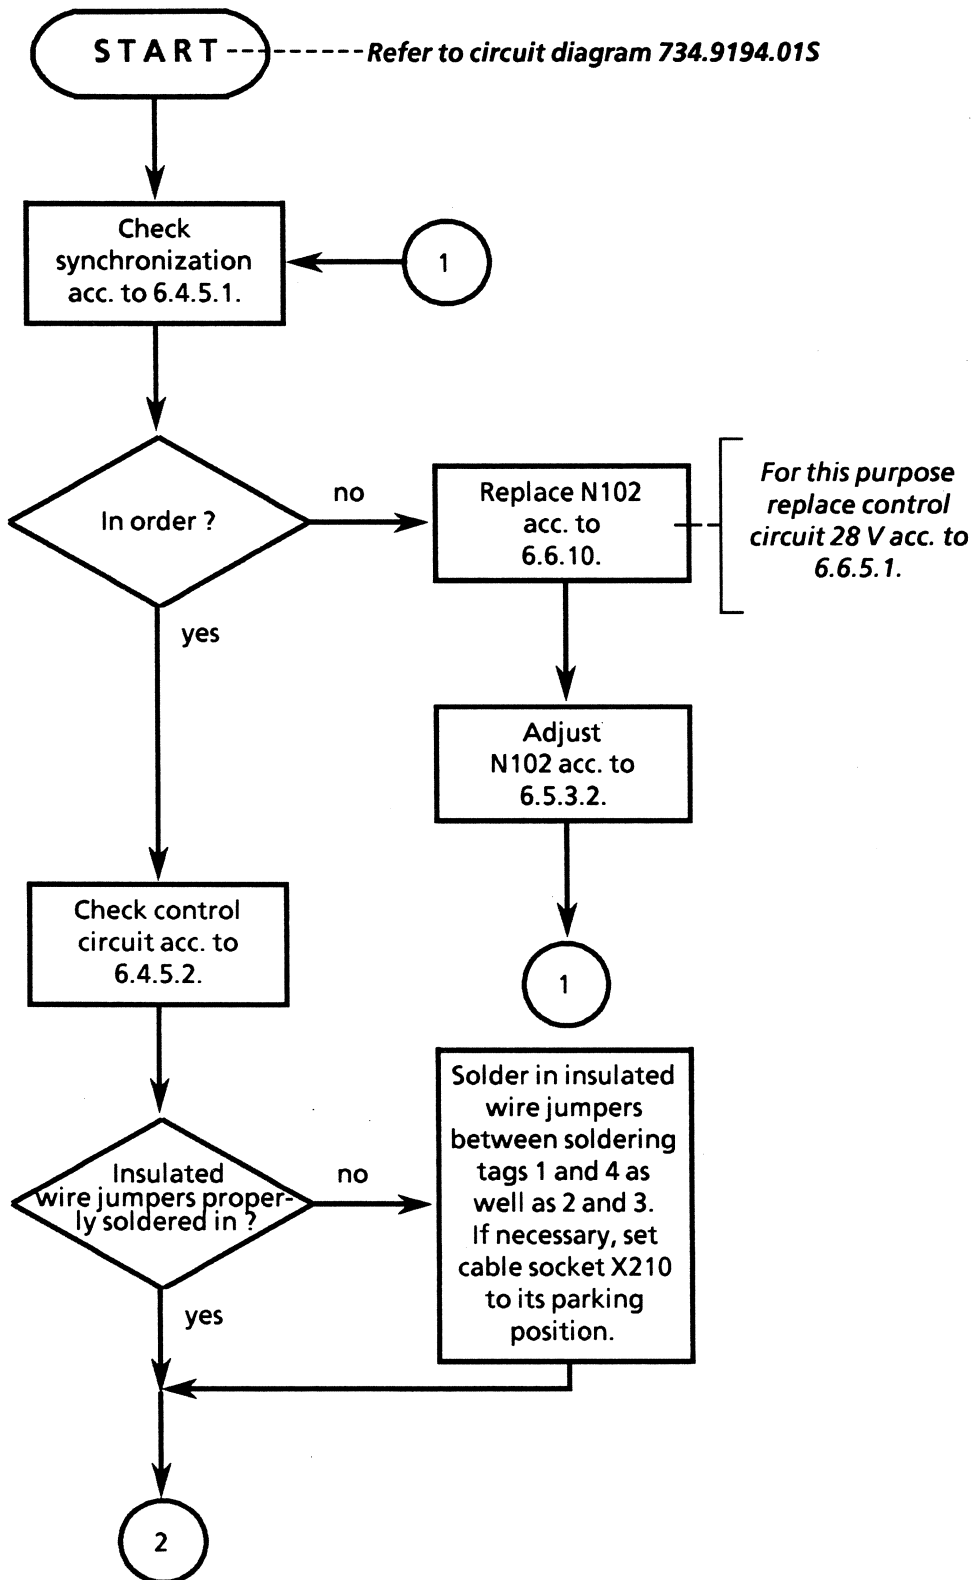 START
Refer to circuit diagram 734.9194.01S
Check
synchronization
acc. to 6.4.5.1.
1
In order ?
no
yes
Replace N102
acc. to
6.6.10.
For this purpose
replace control
circuit 28 V acc. to
6.6.5.1.
Adjust
N102 acc. to
6.5.3.2.
1
Check control
circuit acc. to
6.4.5.2.
Insulated
wire jumpers proper-
ly soldered in ?
no
yes
Solder in insulated
wire jumpers
between soldering
tags 1 and 4 as
well as 2 and 3.
If necessary, set
cable socket X210
to its parking
position.
2